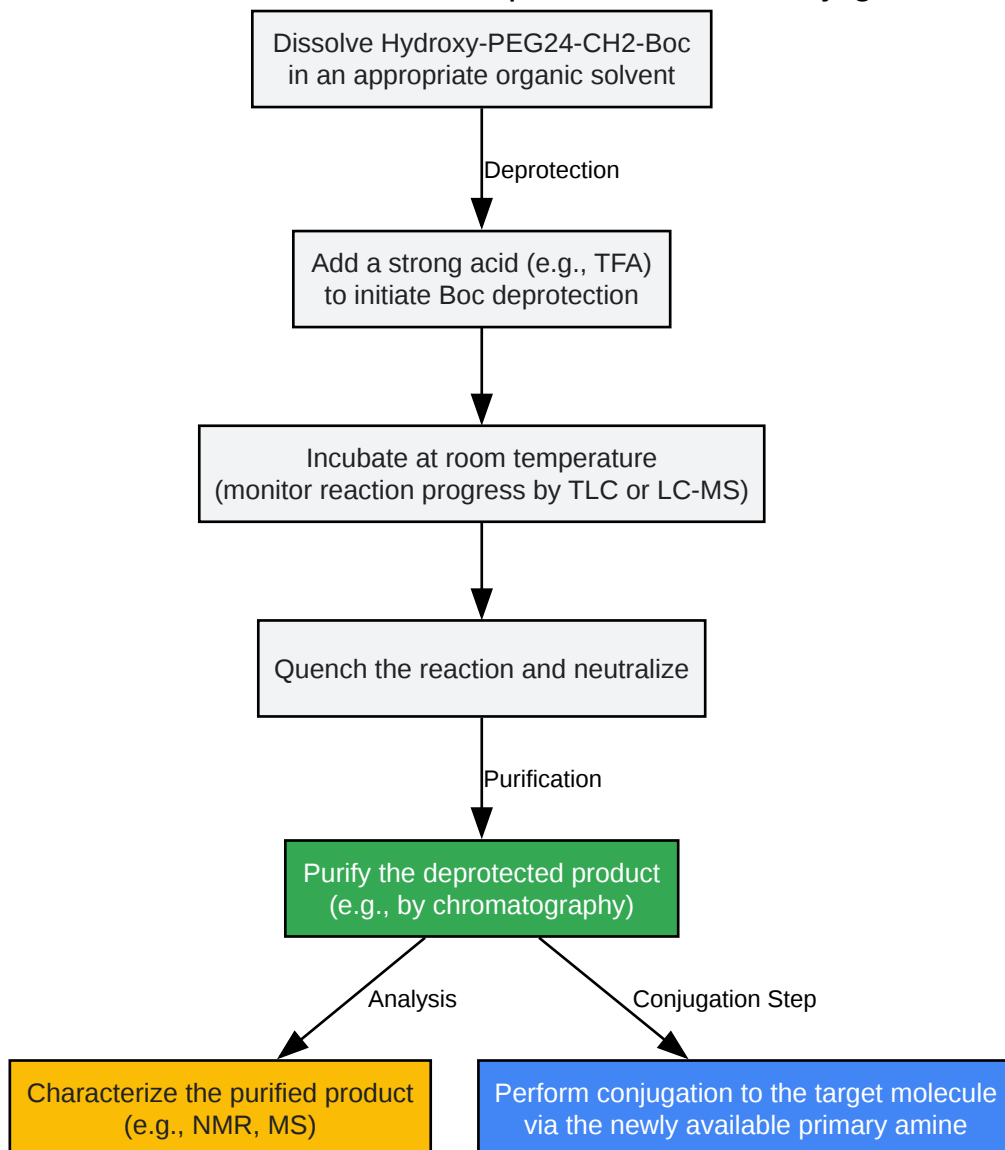 Dissolve Hydroxy-PEG24-CH2-Boc
in an appropriate organic solvent
Deprotection
Add a strong acid (e.g., TFA)
to initiate Boc deprotection
Incubate at room temperature
(monitor reaction progress by TLC or LC-MS)
Quench the reaction and neutralize
Purification
Purify the deprotected product
(e.g., by chromatography)
Analysis
Conjugation Step
Characterize the purified product
(e.g., NMR, MS)
Perform conjugation to the target molecule
via the newly available primary amine